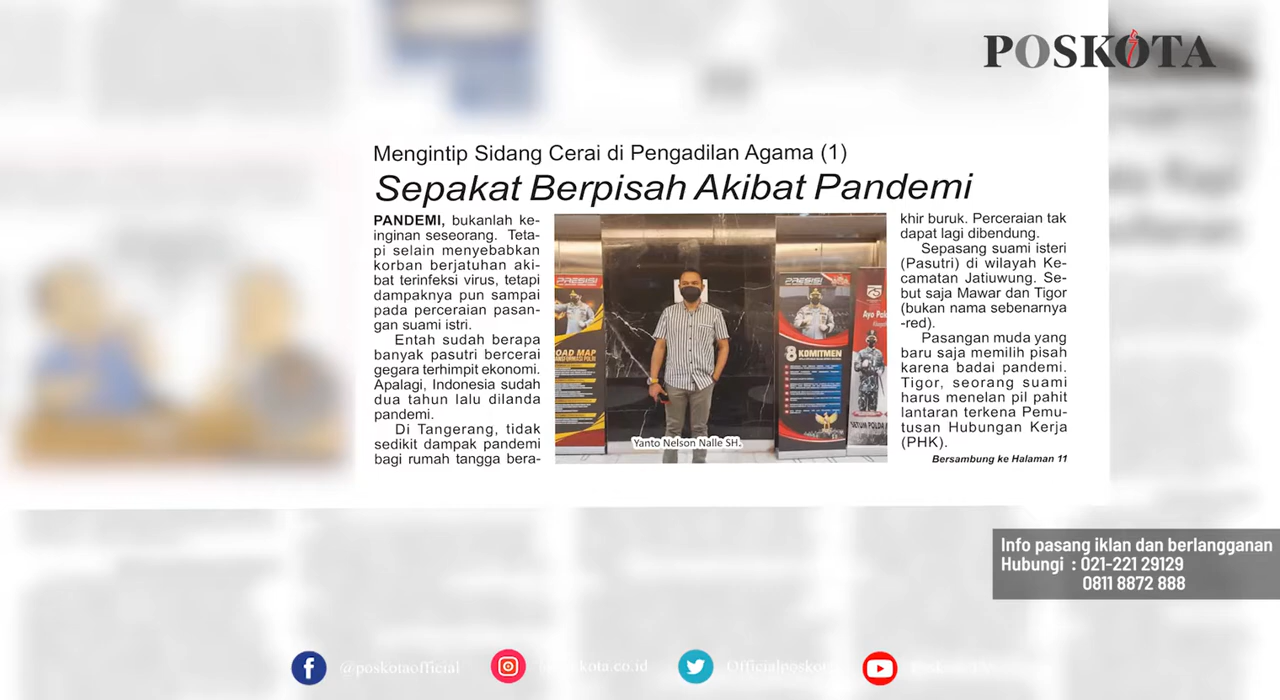 POSKOTA
Mengintip Sidang Cerai di Pengadilan Agama (1)
Sepakat Berpisah Akibat Pandemi
PANDEMI, bukanlah ke-
inginan seseorang. Teta-
pi selain menyebabkan
korban berjatuhan aki-
bat terinfeksi virus, tetapi
dampaknya pun sampai
pada perceraian pasan-
gan suami istri.
Entah sudah berapa
banyak pasutri bercerai
gegara terhimpit ekonomi.
Apalagi, Indonesia sudah
dua tahun lalu dilanda
pandemi.
Di Tangerang, tidak
sedikit dampak pandemi
bagi rumah tangga bera-
PRESISI
OAD MAP
PRESISI
8 KOMITMEN
Ayo
Yanto Nelson Nalle SH.
khir buruk. Perceraian tak
dapat lagi dibendung.
Sepasang suami isteri
(Pasutri) di wilayah Ke-
camatan Jatiuwung. Se-
but saja Mawar dan Tigor
(bukan nama sebenarnya
-red).
Pasangan muda yang
baru saja memilih pisah
karena badai pandemi.
Tigor, seorang suami
harus menelan pil pahit
lantaran terkena Pemu-
tusan Hubungan Kerja
(PHK).
Bersambung ke Halaman 11
Info pasang iklan dan berlangganan
Hubungi : 021-221 29129
0811 8872 888
@poskotaofficial
kota.co.id
Officialposkota